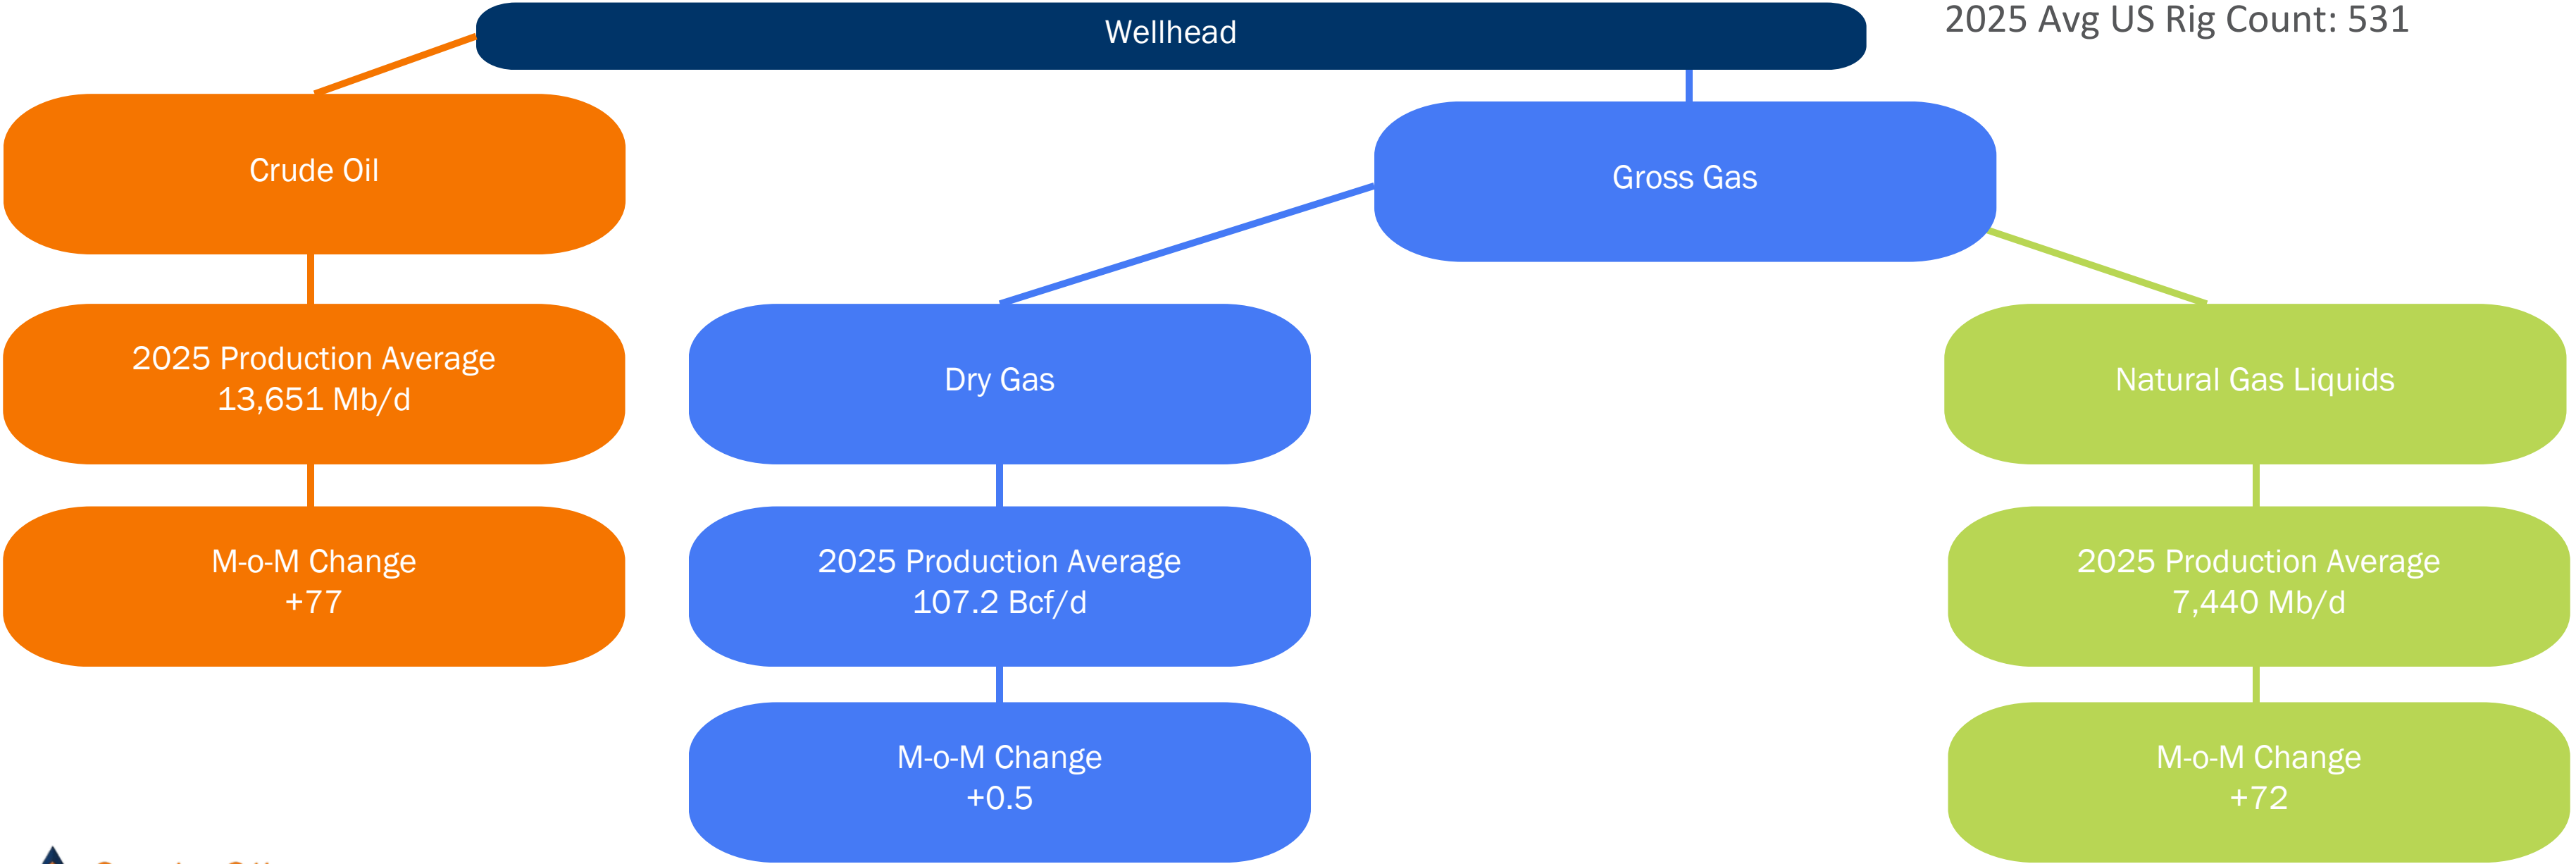 Wellhead
2025 Avg US Rig Count: 531
Crude Oil
Gross Gas
2025 Production Average
13,651 Mb/d
Dry Gas
Natural Gas Liquids
M-o-M Change
+77
2025 Production Average
107.2 Bcf/d
2025 Production Average
7,440 Mb/d
M-o-M Change
+0.5
M-o-M Change
+72